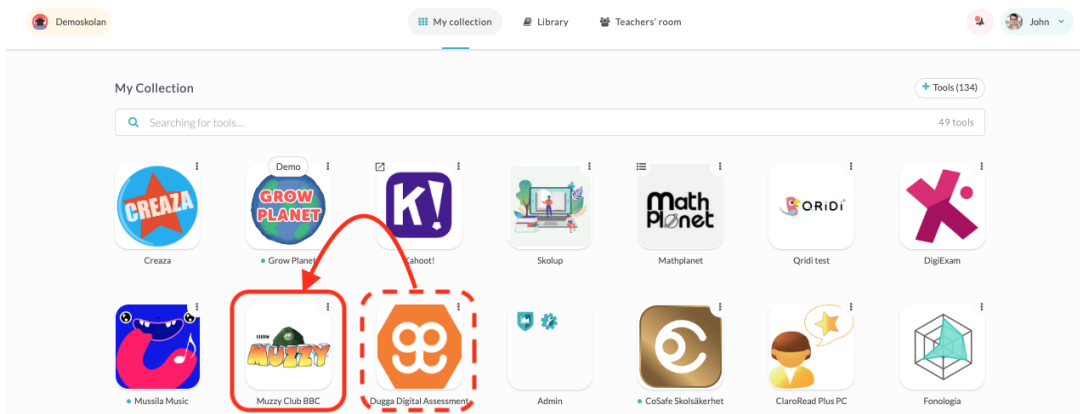 Demoskolan
My collection
Library
Teachers' room
John
My Collection
+ Tools (134)
Searching for tools...
49 tools
CREAZA
Demo
GROW
PLANET
K!
Math
Planet
QRIDI
Creaza
Grow Planet
Kahoot!
Skolup
Mathplanet
Qridi test
DigiExam
BBC
MUZZY
Mussila Music
Muzzy Club BBC
Dugga Digital Assessment
Admin
CoSafe Skolsäkerhet
ClaroRead Plus PC
Fonologia